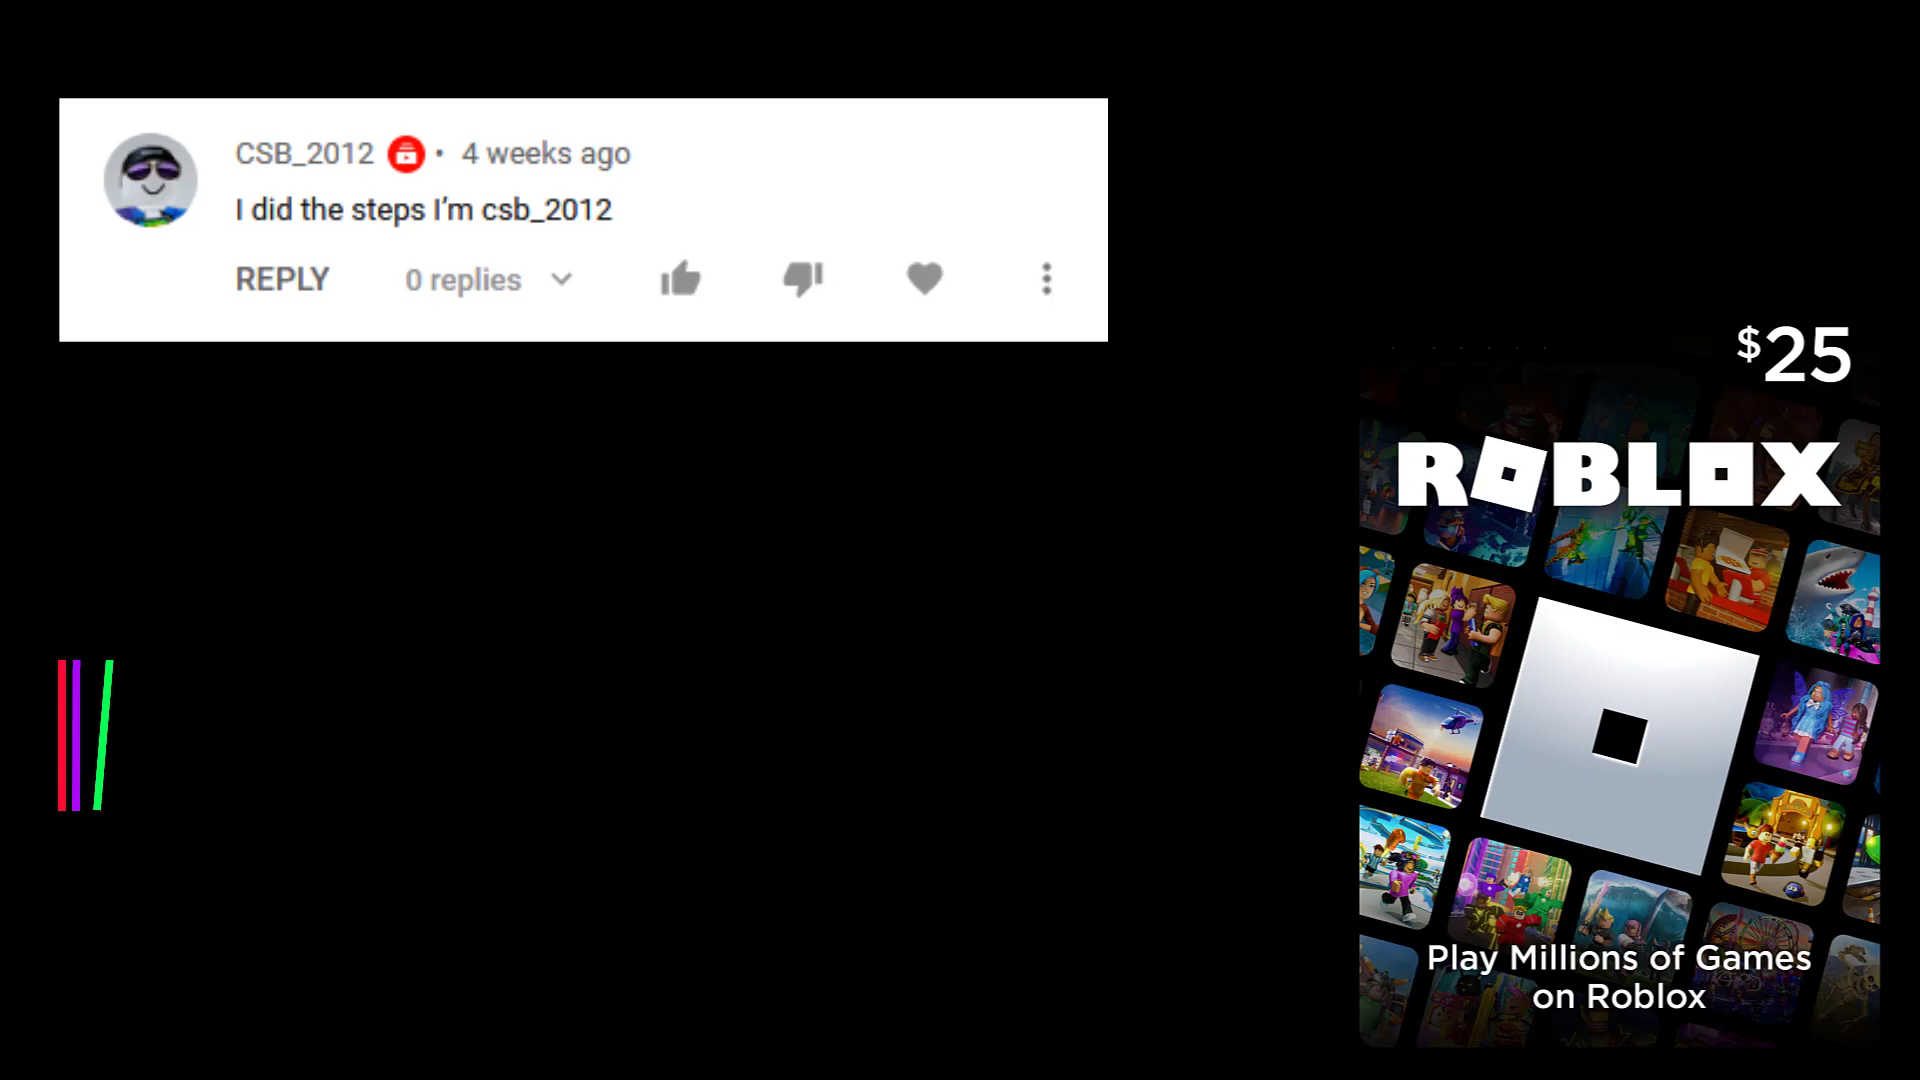 CSB_2012 • 4 weeks ago
I did the steps I'm csb_2012
REPLY 0 replies
$25
ROBLOX
Play Millions of Games
on Roblox